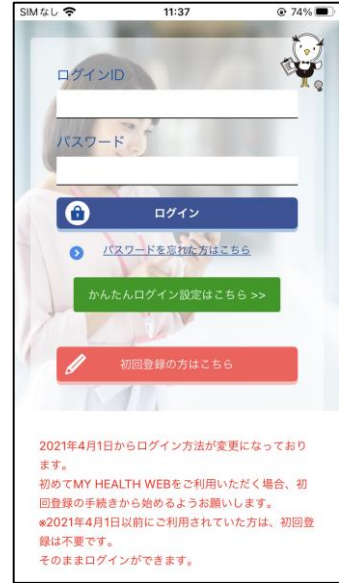 SIMなし 11:37 74%
ログインID
パスワード
ログイン
パスワードを忘れた方はこちら
かんたんログイン設定はこちら >>
初回登録の方はこちら
2021年4月1日からログイン方法が変更になっており
ます。
初めてMY HEALTH WEBをご利用いただく場合、初
回登録の手続きから始めるようお願いします。
※2021年4月1日以前にご利用されていた方は、初回登
録は不要です。
そのままログインができます。